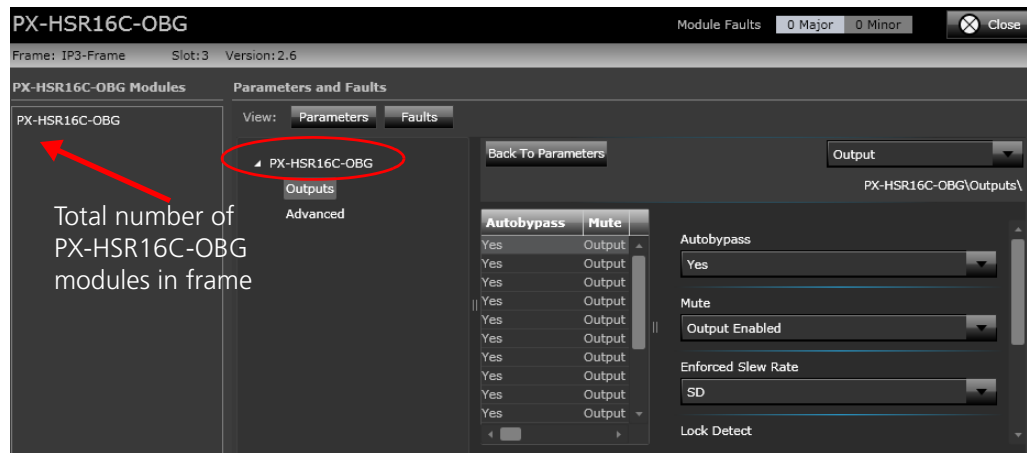 PX-HSR16C-OBG
Module Faults 0 Major 0 Minor Close
Frame: IP3-Frame Slot:3 Version:2.6
PX-HSR16C-OBG Modules
PX-HSR16C-OBG
Total number of
PX-HSR16C-OBG
modules in frame
Parameters and Faults
View: Parameters Faults
PX-HSR16C-OBG
Outputs
Advanced
Back To Parameters
Output
PX-HSR16C-OBG\Outputs\
Autobypass Mute
Yes Output
Yes Output
Yes Output
Yes Output
Yes Output
Yes Output
Yes Output
Yes Output
Yes Output
Yes Output
Autobypass
Yes
Mute
Output Enabled
Enforced Slew Rate
SD
Lock Detect